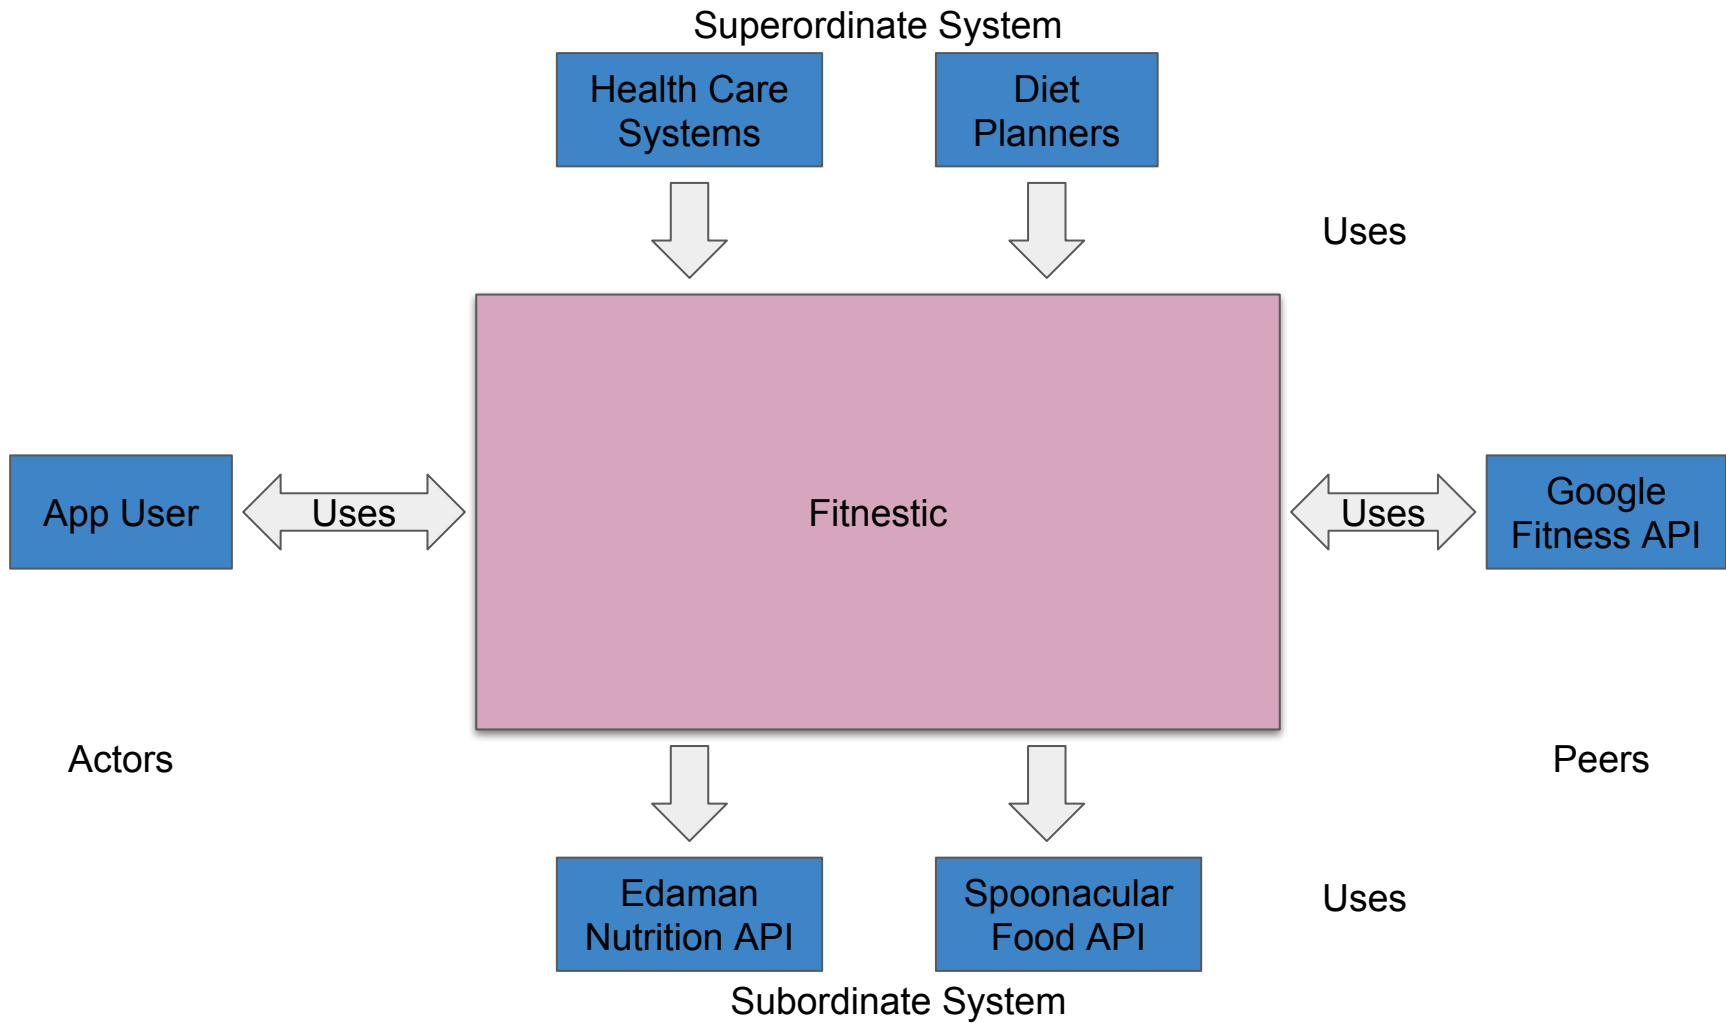 Superordinate System
Health Care
Systems
Diet
Planners
Uses
App User
Uses
Fitnestic
Uses
Google
Fitness API
Actors
Peers
Edaman
Nutrition API
Spoonacular
Food API
Uses
Subordinate System